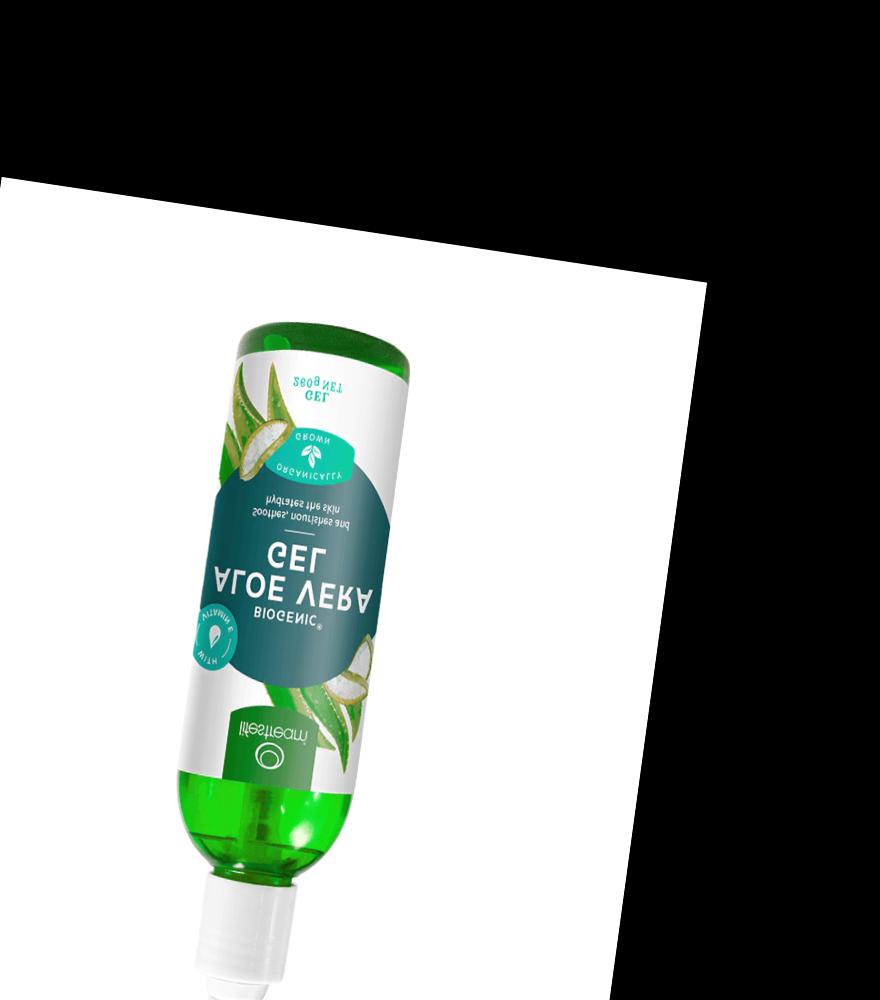 lifestream
WITH
VITAMIN E
BIOGENIC®
ALOE VERA
GEL
Soothes, nourishes and
hydrates the skin
ORGANICALLY
GROWN
GEL
260g NET